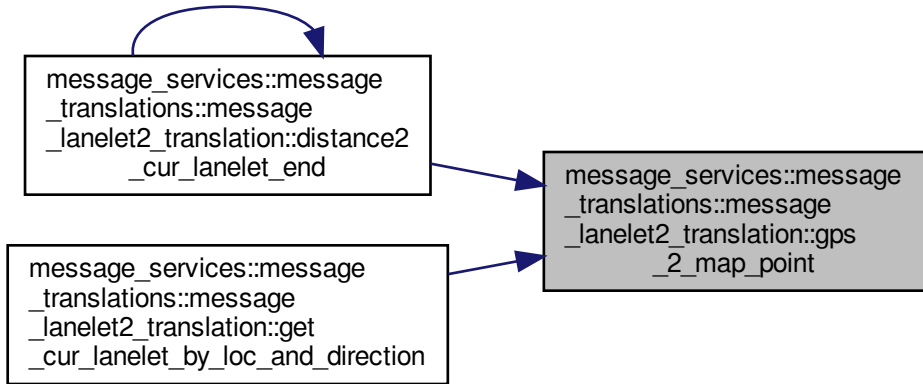 message_services::message
_translations::message
_lanelet2_translation::distance2
_cur_lanelet_end
message_services::message
_translations::message
_lanelet2_translation::gps
_2_map_point
message_services::message
_translations::message
_lanelet2_translation::get
_cur_lanelet_by_loc_and_direction